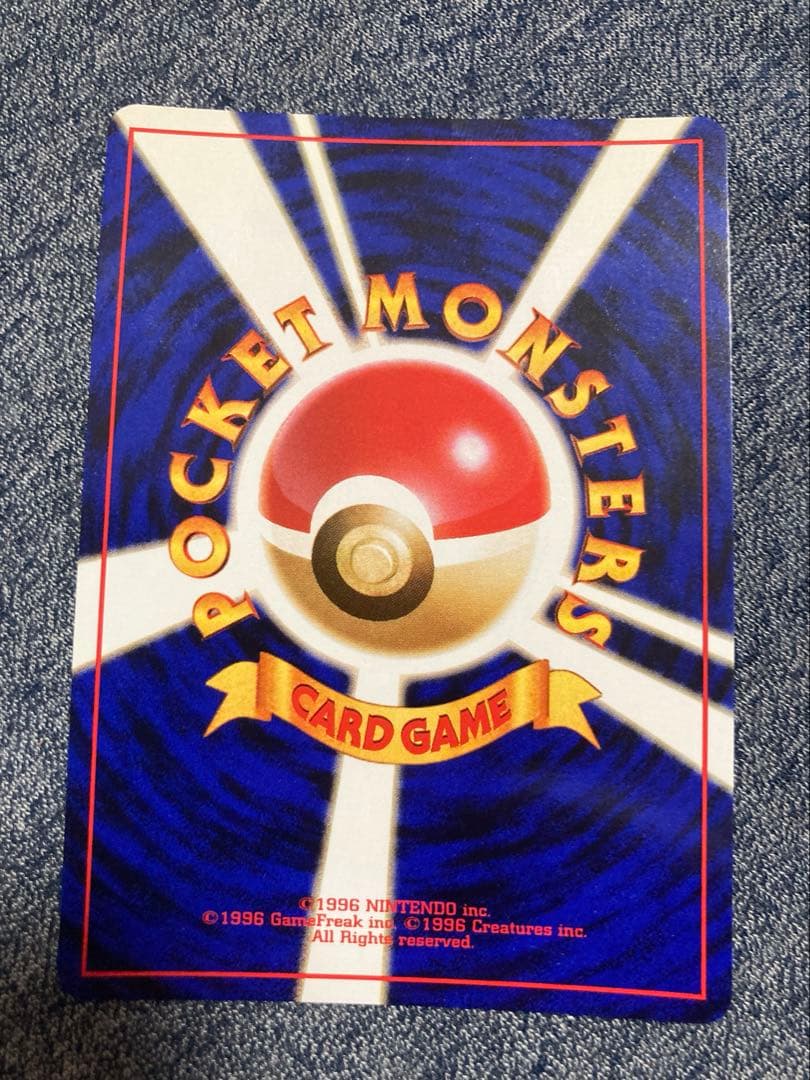 POCKET MONSTERS
CARD GAME
©1996 NINTENDO inc.
©1996 GameFreak inc. ©1996 Creatures inc.
All Rights reserved.